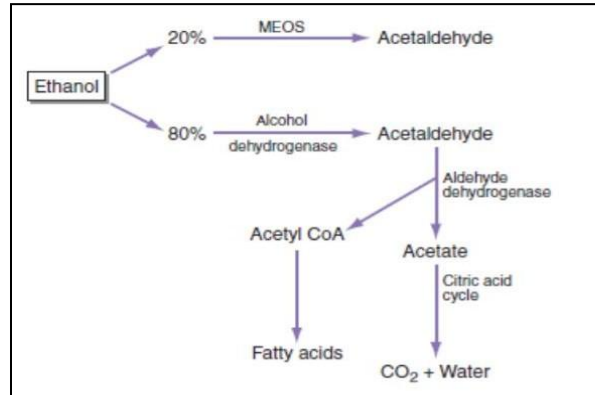 MEOS
20%
Acetaldehyde
Ethanol
80%
Alcohol
dehydrogenase
Acetaldehyde
Aldehyde
dehydrogenase
Acetyl CoA
Acetate
Citric acid
cycle
Fatty acids
CO₂ + Water